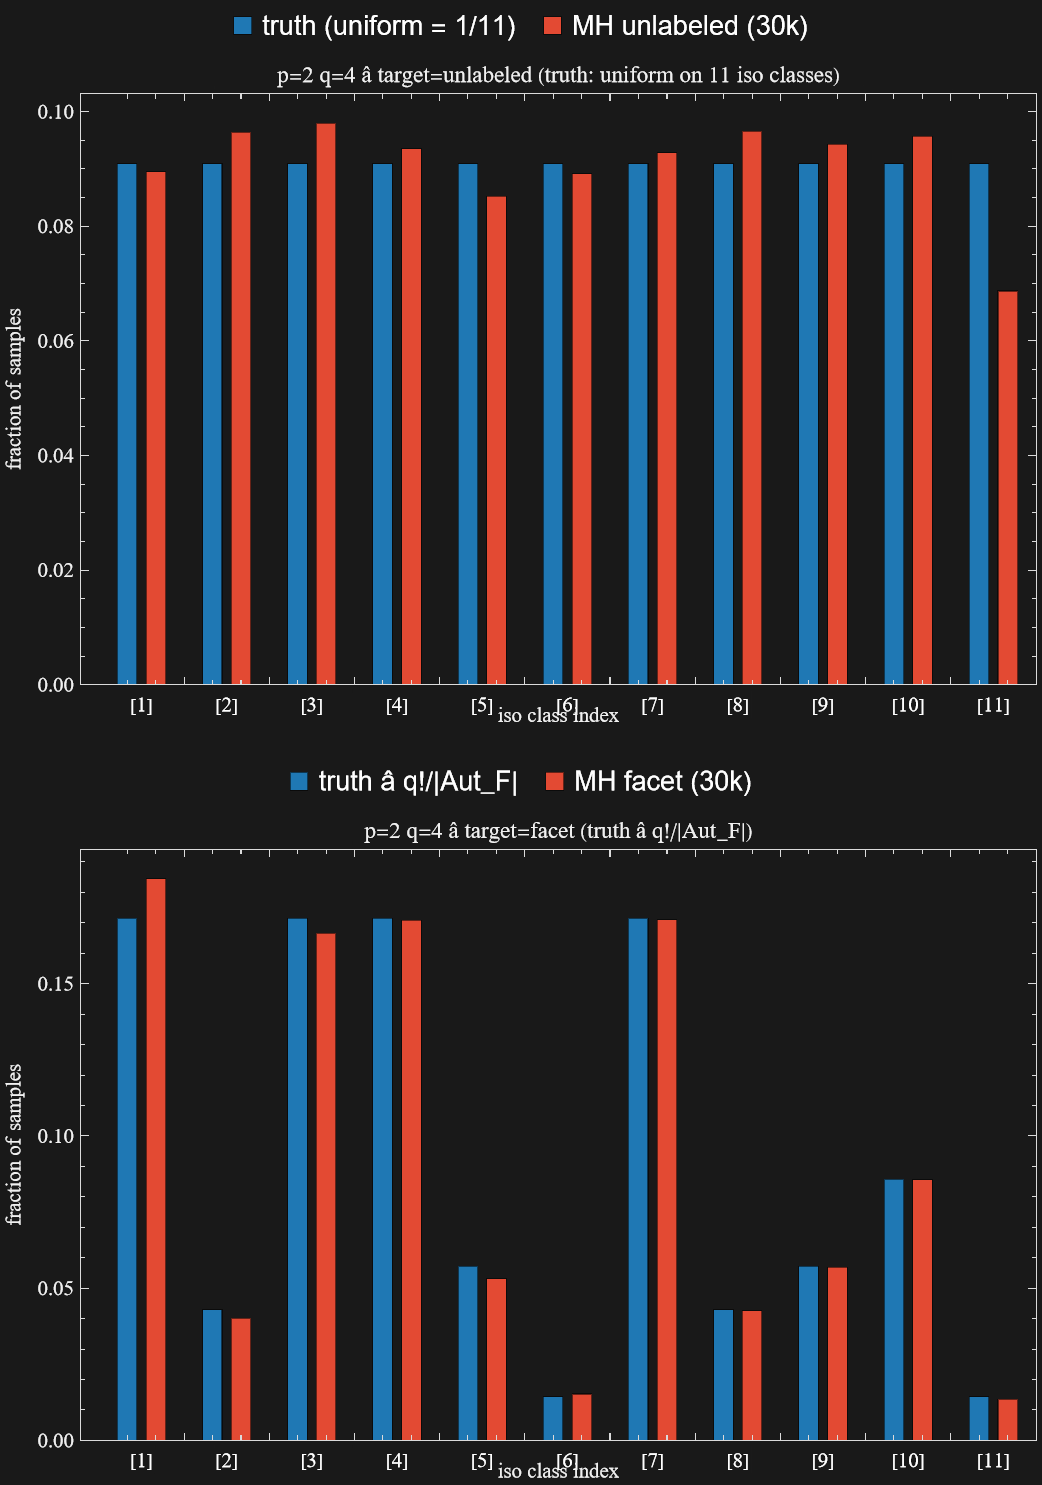 truth (uniform = 1/11) MH unlabeled (30k)
p=2 q=4 â target=unlabeled (truth: uniform on 11 iso classes)
0.10
0.08
0.06
0.04
0.02
0.00
fraction of samples
[1] [2] [3] [4] [5] [6] [7] [8] [9] [10] [11]
iso class index
truth â q!/|Aut_F| MH facet (30k)
p=2 q=4 â target=facet (truth â q!/|Aut_F|)
0.15
0.10
0.05
0.00
fraction of samples
[1] [2] [3] [4] [5] [6] [7] [8] [9] [10] [11]
iso class index